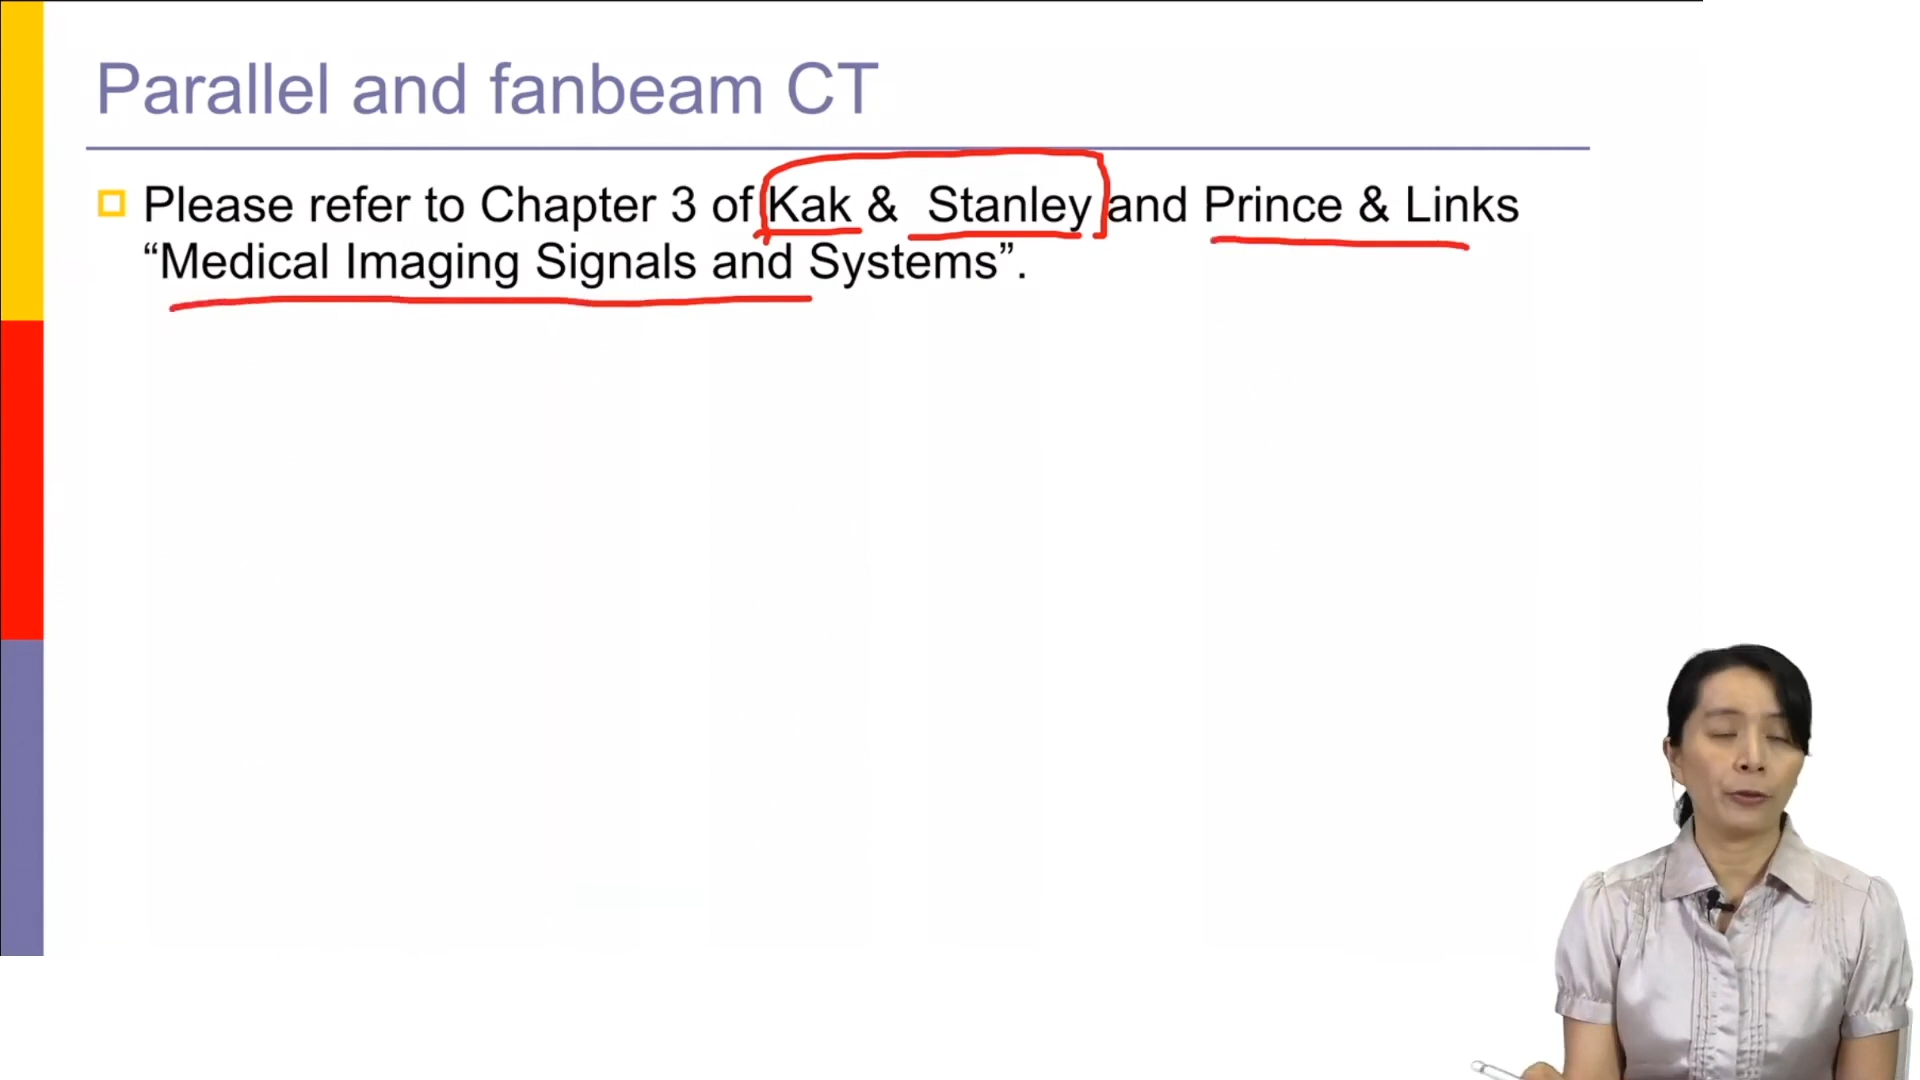 Parallel and fanbeam CT
Please refer to Chapter 3 of Kak & Stanley and Prince & Links
“Medical Imaging Signals and Systems”.